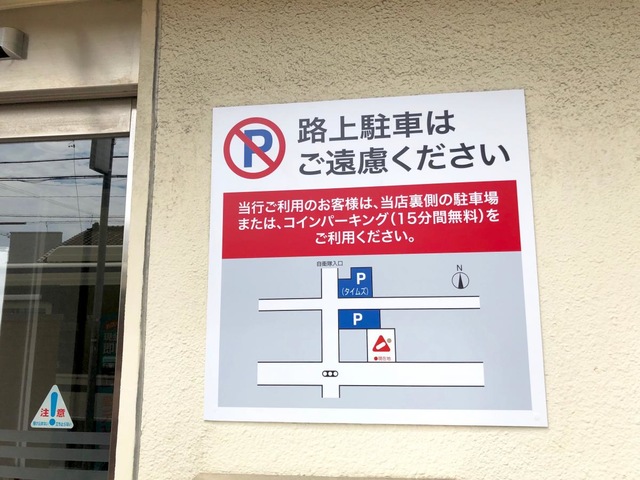 P
路上駐車は
ご遠慮ください
当行ご利用のお客様は、当店裏側の駐車場
または、コインパーキング（15分間無料）を
ご利用ください。
自衛隊入口
N
P
（タイムズ）
P
●現在地
注意